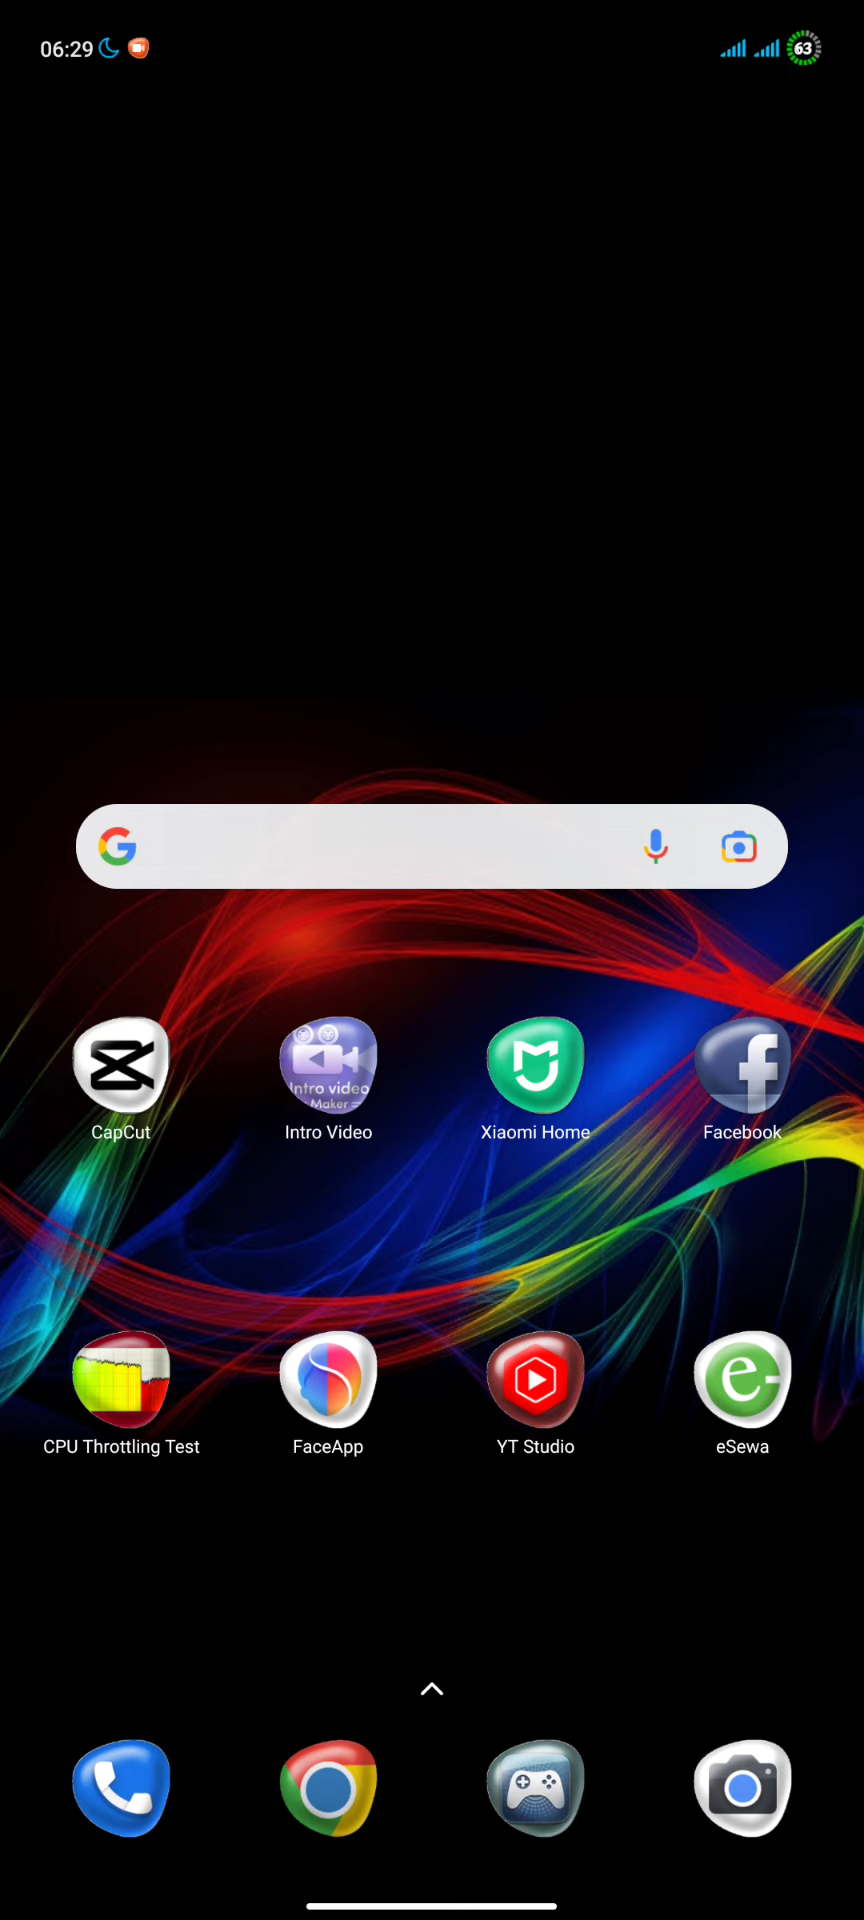 06:29 63
Intro video
Maker
CapCut Intro Video Xiaomi Home Facebook
CPU Throttling Test FaceApp YT Studio eSewa